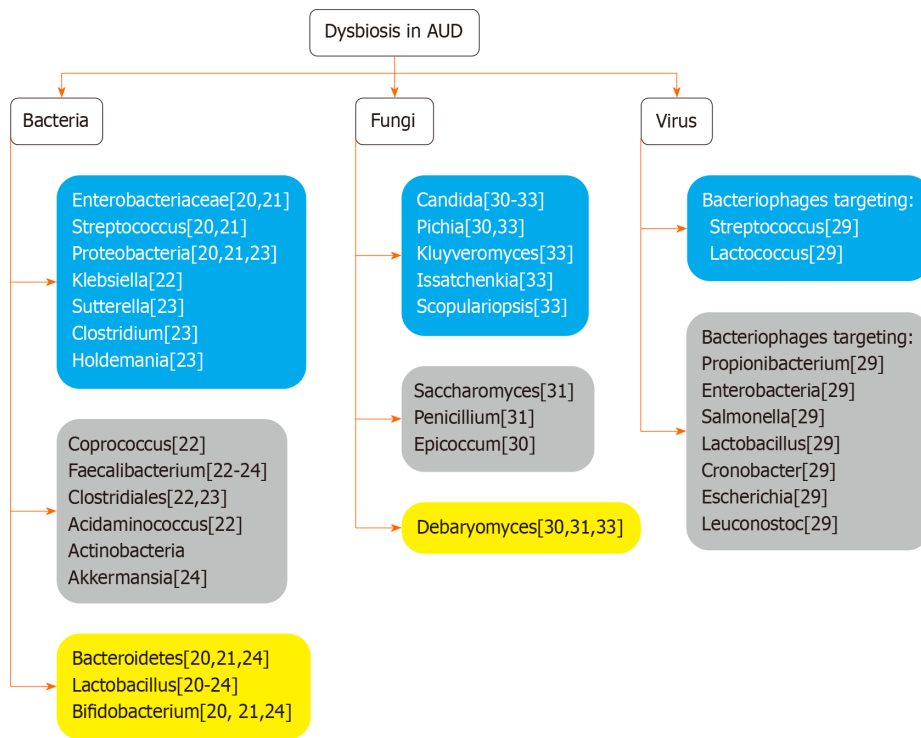 Dysbiosis in AUD
Bacteria
Enterobacteriaceae[20,21]
Streptococcus[20,21]
Proteobacteria[20,21,23]
Klebsiella[22]
Sutterella[23]
Clostridium[23]
Holdemania[23]
Coprococcus[22]
Faecalibacterium[22-24]
Clostridiales[22,23]
Acidaminococcus[22]
Actinobacteria
Akkermansia[24]
Bacteroidetes[20,21,24]
Lactobacillus[20-24]
Bifidobacterium[20, 21,24]
Fungi
Candida[30-33]
Pichia[30,33]
Kluyveromyces[33]
Issatchenkia[33]
Scopulariopsis[33]
Saccharomyces[31]
Penicillium[31]
Epicoccum[30]
Debaryomyces[30,31,33]
Virus
Bacteriophages targeting:
Streptococcus[29]
Lactococcus[29]
Bacteriophages targeting:
Propionibacterium[29]
Enterobacteria[29]
Salmonella[29]
Lactobacillus[29]
Cronobacter[29]
Escherichia[29]
Leuconostoc[29]